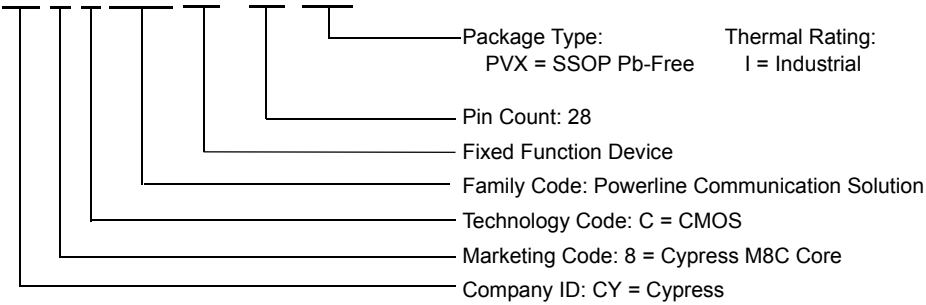 Package Type: Thermal Rating:
PVX = SSOP Pb-Free I = Industrial
Pin Count: 28
Fixed Function Device
Family Code: Powerline Communication Solution
Technology Code: C = CMOS
Marketing Code: 8 = Cypress M8C Core
Company ID: CY = Cypress